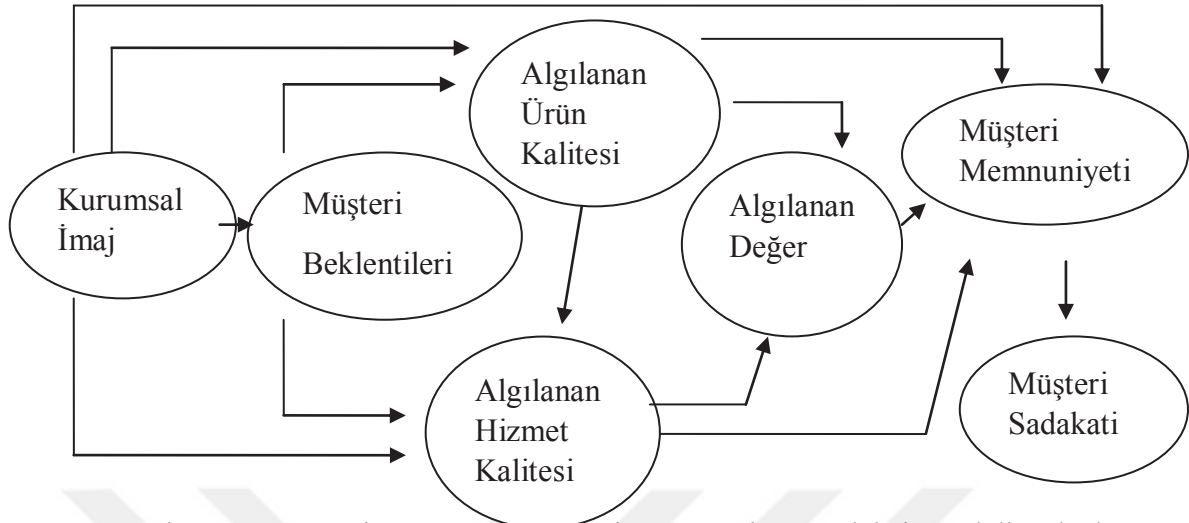 Algılanan
Ürün
Kalitesi
Müşteri
Memnuniyeti
Kurumsal
İmaj
Müşteri
Beklentileri
Algılanan
Değer
Algılanan
Hizmet
Kalitesi
Müşteri
Sadakati